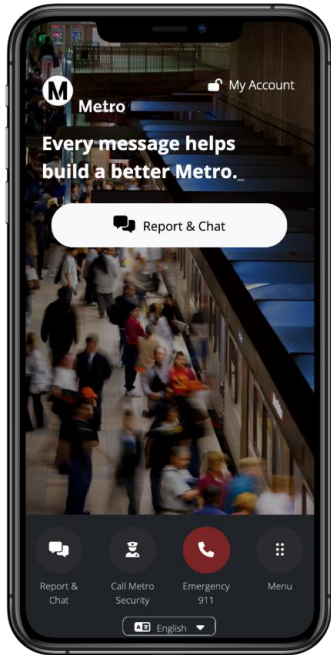 M
Metro
My Account
Every message helps
build a better Metro._
Report & Chat
Report &
Chat
Call Metro
Security
Emergency
911
Menu
English